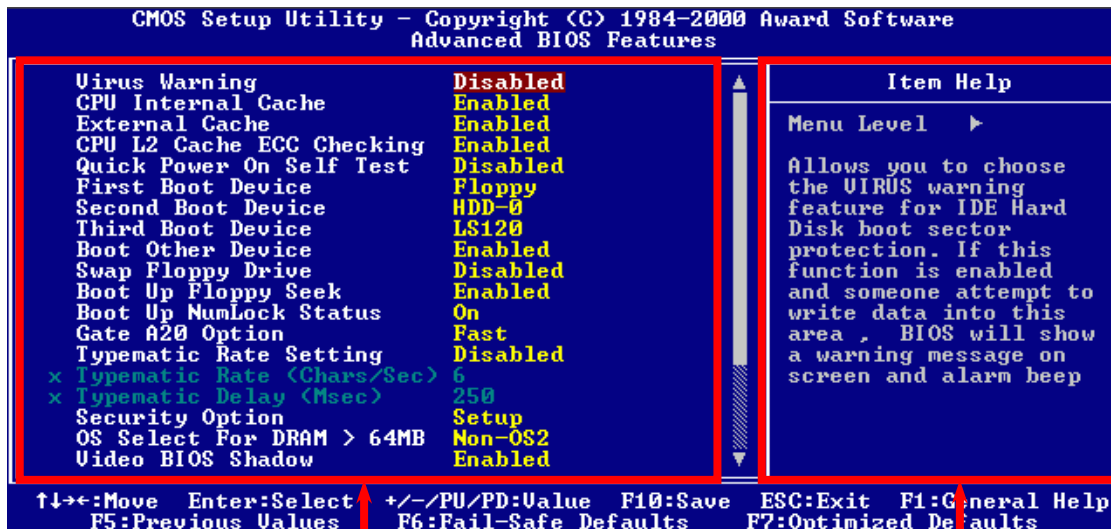 CMOS Setup Utility – Copyright (C) 1984–2000 Award Software
Advanced BIOS Features
Virus Warning Disabled
CPU Internal Cache Enabled
External Cache Enabled
CPU L2 Cache ECC Checking Enabled
Quick Power On Self Test Disabled
First Boot Device Floppy
Second Boot Device HDD-0
Third Boot Device LS120
Boot Other Device Enabled
Swap Floppy Drive Disabled
Boot Up Floppy Seek Enabled
Boot Up NumLock Status On
Gate A20 Option Fast
Typematic Rate Setting Disabled
x Typematic Rate (Chars/Sec) 6
x Typematic Delay (Msec) 250
Security Option Setup
OS Select For DRAM > 64MB Non-OS2
Video BIOS Shadow Enabled
Item Help
Menu Level ▶
Allows you to choose
the VIRUS warning
feature for IDE Hard
Disk boot sector
protection. If this
function is enabled
and someone attempt to
write data into this
area , BIOS will show
a warning message on
screen and alarm beep
↑↓→←:Move Enter:Select +/-/PU/PD:Value F10:Save ESC:Exit F1:General Help
F5:Previous Values F6:Fail-Safe Defaults F7:Optimized Defaults